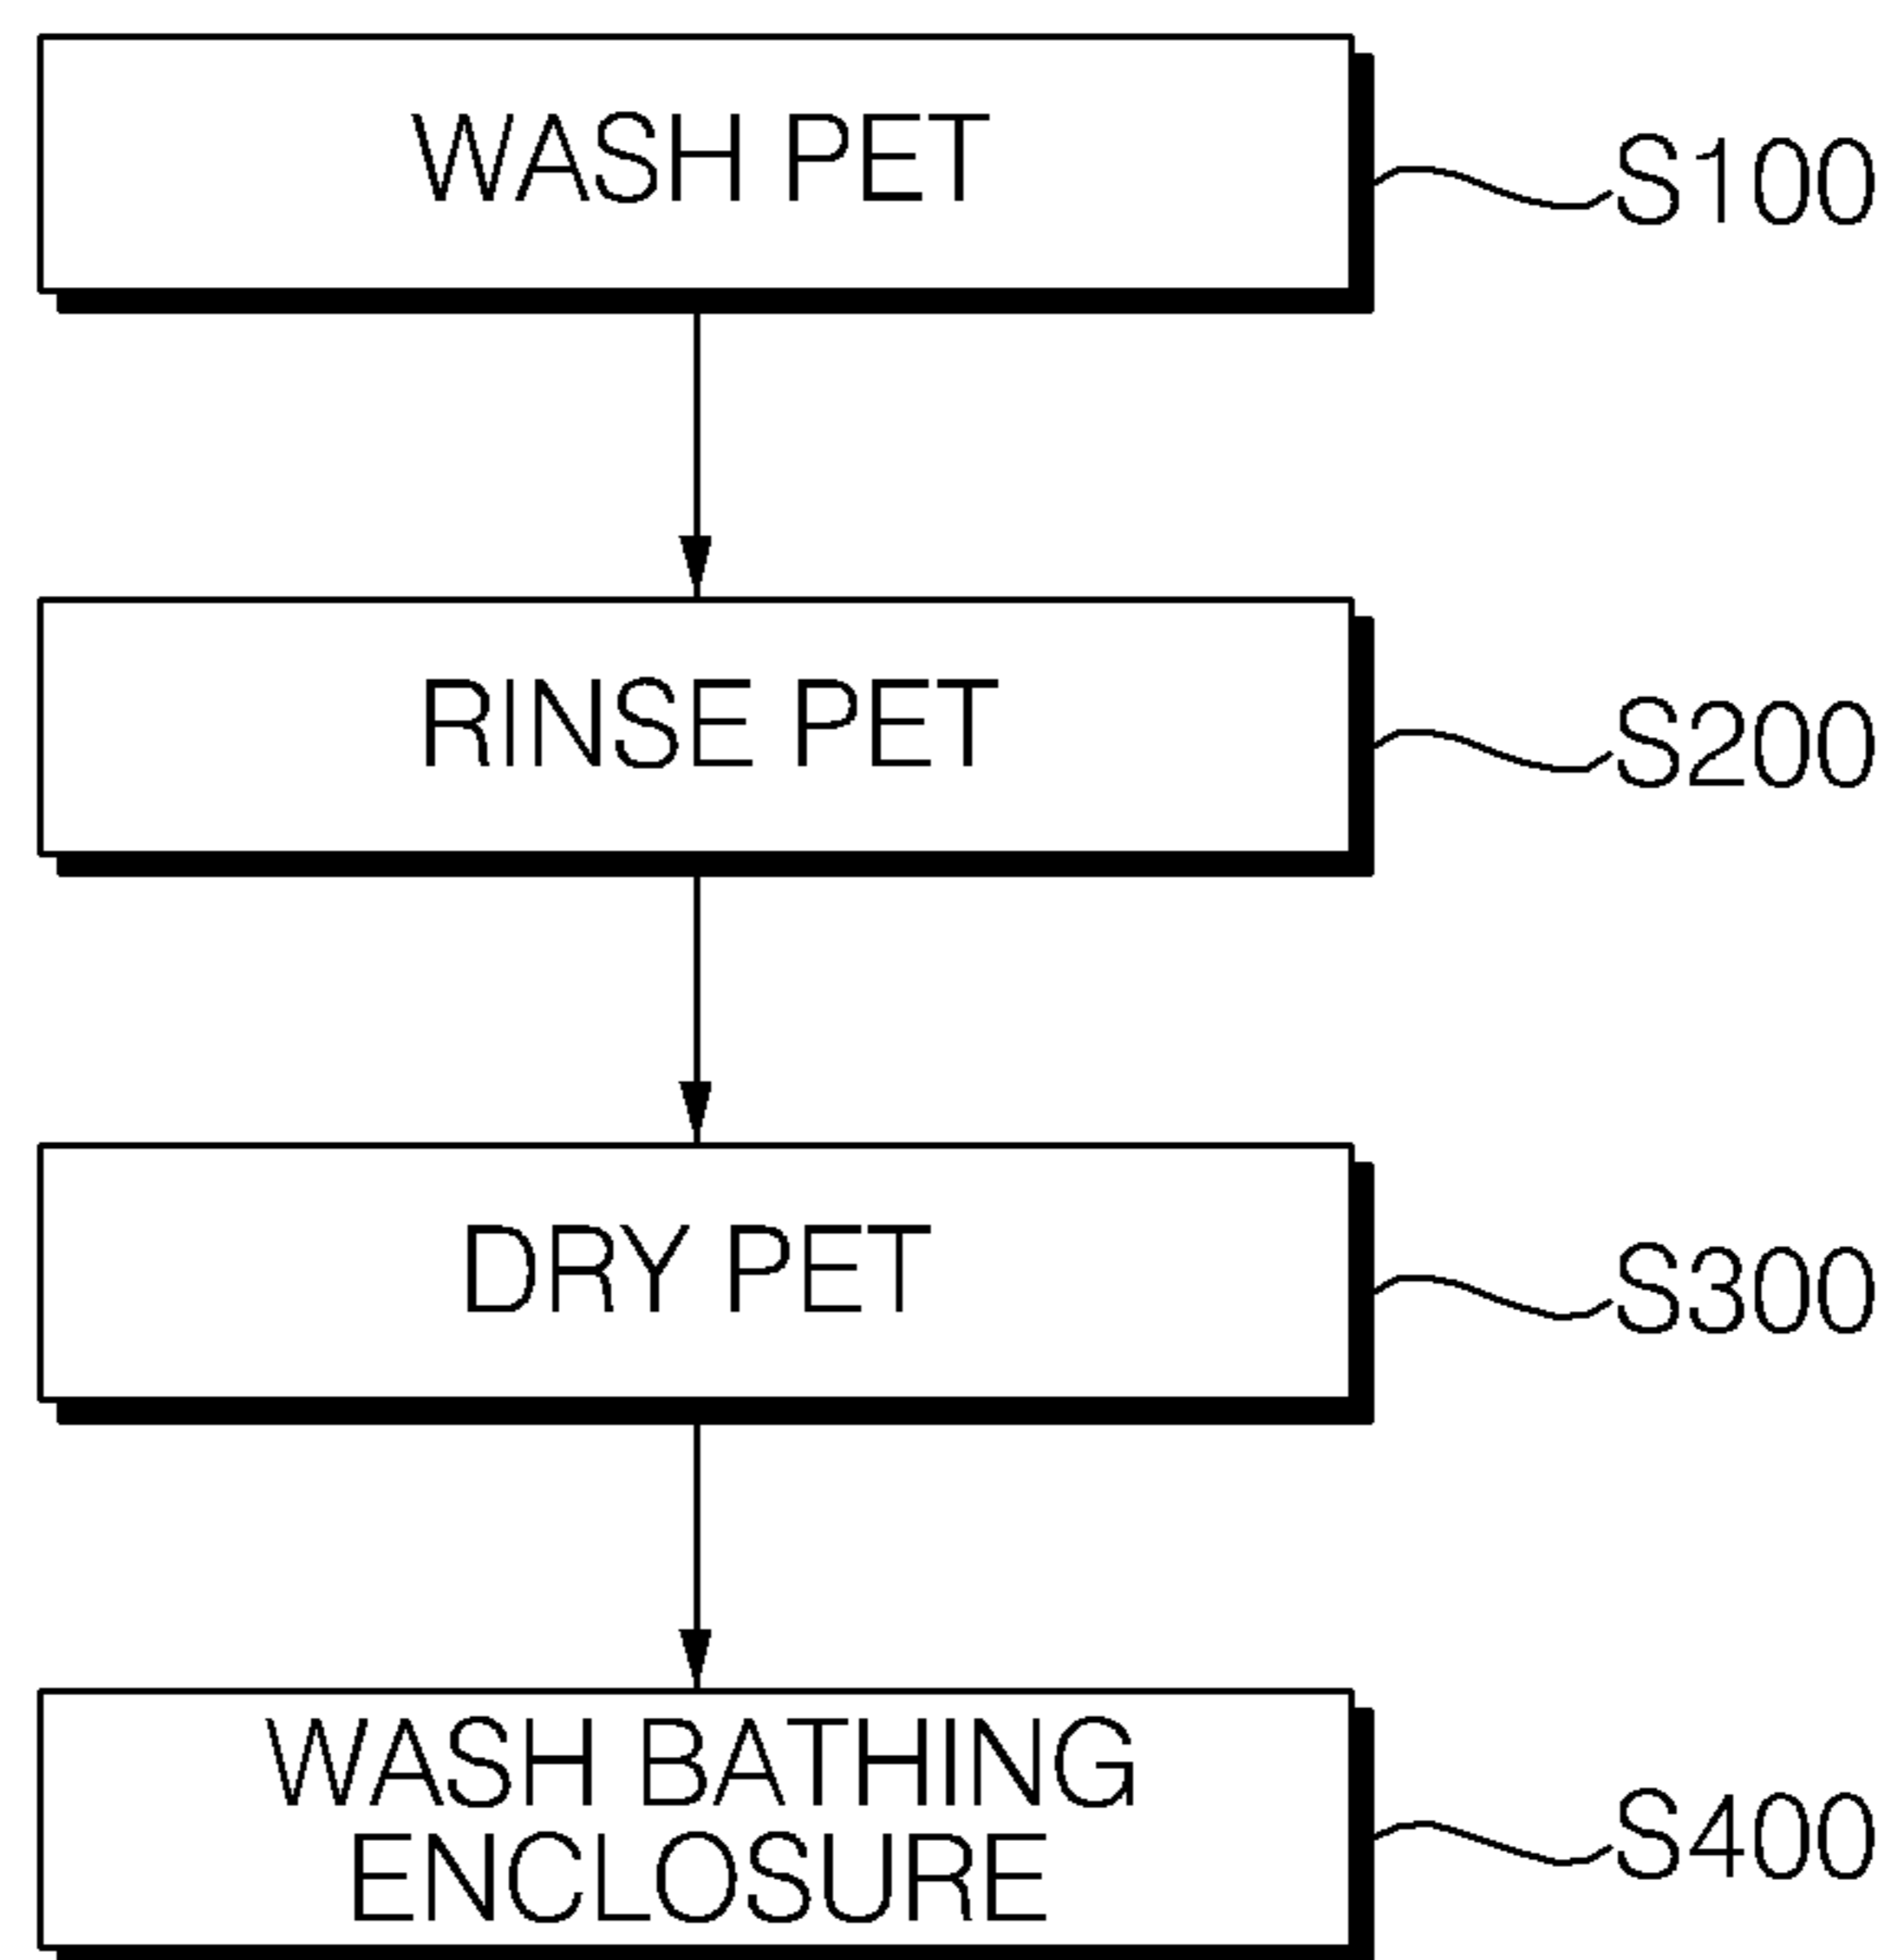 WASH PET
S100
RINSE PET
S200
DRY PET
S300
WASH BATHING
ENCLOSURE
S400